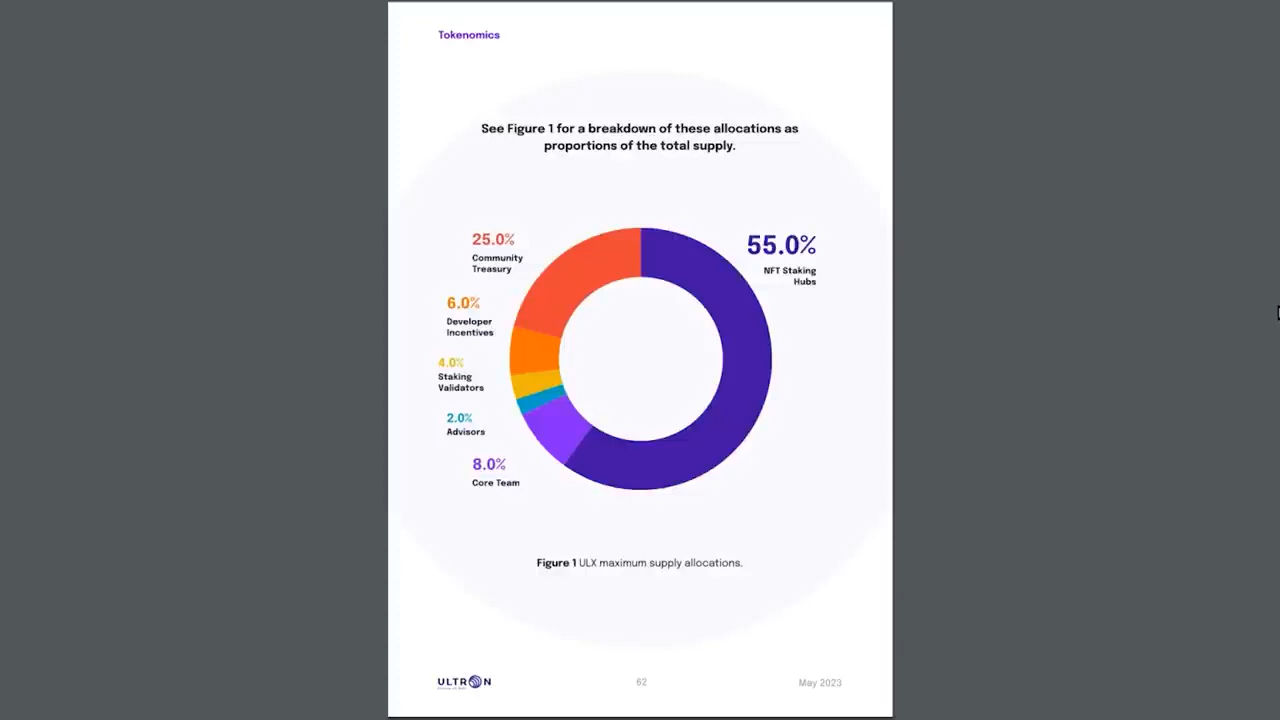 Tokenomics
See Figure 1 for a breakdown of these allocations as
proportions of the total supply.
25.0%
Community
Treasury
55.0%
NFT Staking
Hubs
6.0%
Developer
Incentives
4.0%
Staking
Validators
2.0%
Advisors
8.0%
Core Team
Figure 1 ULX maximum supply allocations.
ULTRON
62
May 2023